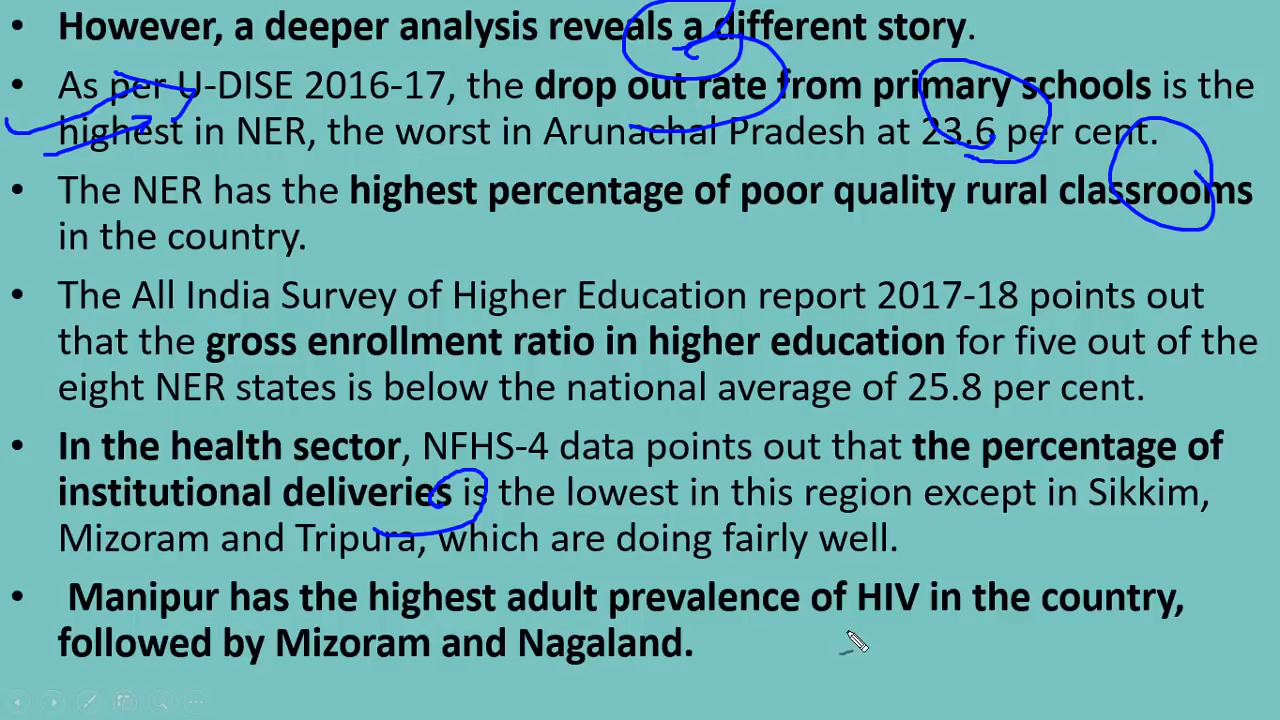 • However, a deeper analysis reveals a different story.
• As per U-DISE 2016-17, the drop out rate from primary schools is the
highest in NER, the worst in Arunachal Pradesh at 23.6 per cent.
• The NER has the highest percentage of poor quality rural classrooms
in the country.
• The All India Survey of Higher Education report 2017-18 points out
that the gross enrollment ratio in higher education for five out of the
eight NER states is below the national average of 25.8 per cent.
• In the health sector, NFHS-4 data points out that the percentage of
institutional deliveries is the lowest in this region except in Sikkim,
Mizoram and Tripura, which are doing fairly well.
• Manipur has the highest adult prevalence of HIV in the country,
followed by Mizoram and Nagaland.